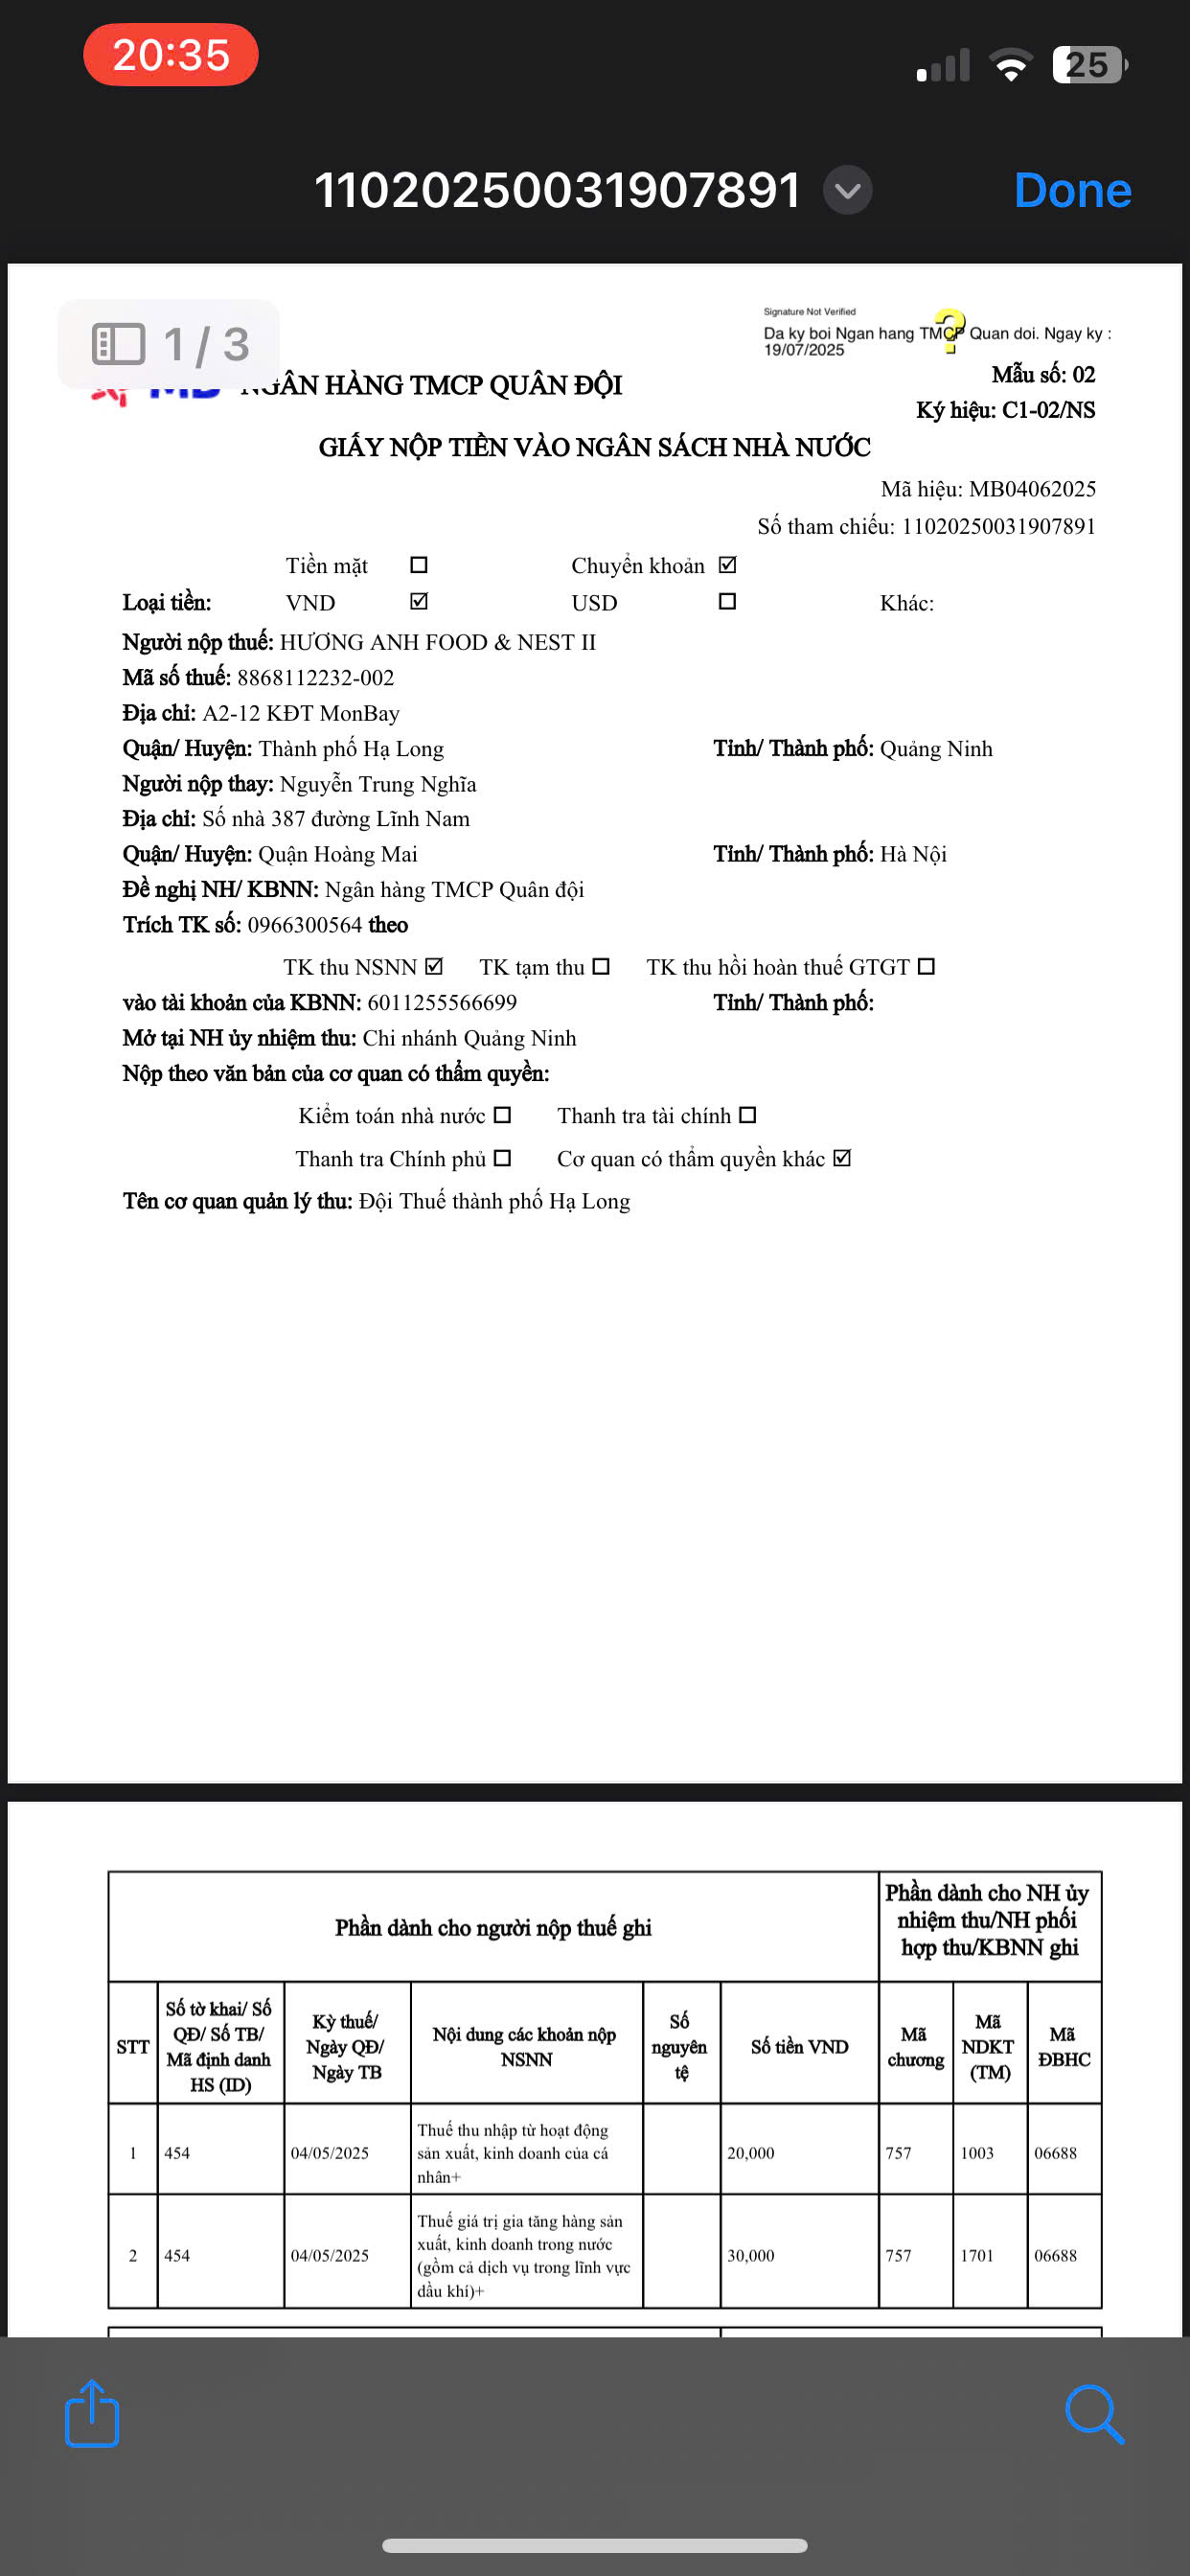 20:35
25
11020250031907891
Done
1/3
Signature Not Verified
Da ky boi Ngan hang TMCP Quan doi. Ngay ky :
19/07/2025
MB NGÂN HÀNG TMCP QUÂN ĐỘI
Mẫu số: 02
Ký hiệu: C1-02/NS
GIẤY NỘP TIỀN VÀO NGÂN SÁCH NHÀ NƯỚC
Mã hiệu: MB04062025
Số tham chiếu: 11020250031907891
Tiền mặt ☐ Chuyển khoản ☑
Loại tiền: VND ☑ USD ☐ Khác:
Người nộp thuế: HƯƠNG ANH FOOD & NEST II
Mã số thuế: 8868112232-002
Địa chỉ: A2-12 KĐT MonBay
Quận/ Huyện: Thành phố Hạ Long Tỉnh/ Thành phố: Quảng Ninh
Người nộp thay: Nguyễn Trung Nghĩa
Địa chỉ: Số nhà 387 đường Lĩnh Nam
Quận/ Huyện: Quận Hoàng Mai Tỉnh/ Thành phố: Hà Nội
Đề nghị NH/ KBNN: Ngân hàng TMCP Quân đội
Trích TK số: 0966300564 theo
TK thu NSNN ☑ TK tạm thu ☐ TK thu hồi hoàn thuế GTGT ☐
vào tài khoản của KBNN: 6011255566699 Tỉnh/ Thành phố:
Mở tại NH ủy nhiệm thu: Chi nhánh Quảng Ninh
Nộp theo văn bản của cơ quan có thẩm quyền:
Kiểm toán nhà nước ☐ Thanh tra tài chính ☐
Thanh tra Chính phủ ☐ Cơ quan có thẩm quyền khác ☑
Tên cơ quan quản lý thu: Đội Thuế thành phố Hạ Long
Phần dành cho người nộp thuế ghi
Phần dành cho NH ủy
nhiệm thu/NH phối
hợp thu/KBNN ghi
STT
Số tờ khai/ Số
QĐ/ Số TB/
Mã định danh
HS (ID)
Kỳ thuế/
Ngày QĐ/
Ngày TB
Nội dung các khoản nộp
NSNN
Số
nguyên
tệ
Số tiền VND
Mã
chương
Mã
NDKT
(TM)
Mã
ĐBHC
1
454
04/05/2025
Thuế thu nhập từ hoạt động
sản xuất, kinh doanh của cá
nhân+
20,000
757
1003
06688
2
454
04/05/2025
Thuế giá trị gia tăng hàng sản
xuất, kinh doanh trong nước
(gồm cả dịch vụ trong lĩnh vực
dầu khí)+
30,000
757
1701
06688